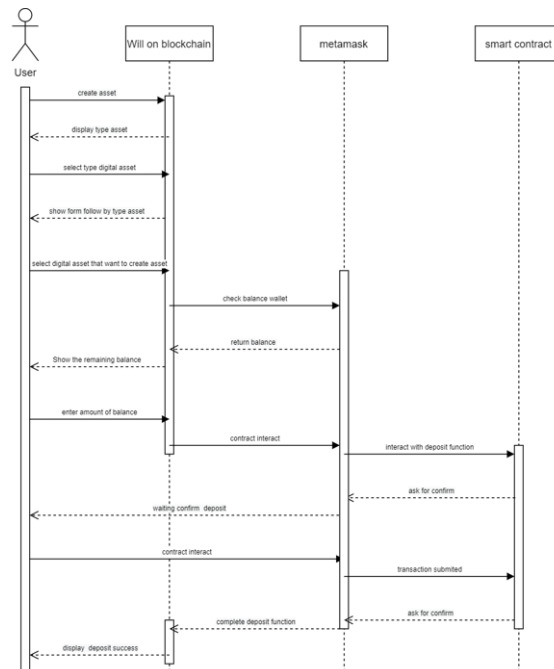 Will on blockchain
metamask
smart contract
User
create asset
display type asset
select type digital asset
show form follow by type asset
select digital asset that want to create asset
check balance wallet
return balance
Show the remaining balance
enter amount of balance
contract interact
interact with deposit function
ask for confirm
waiting confirm deposit
contract interact
transaction submited
ask for confirm
complete deposit function
display deposit success